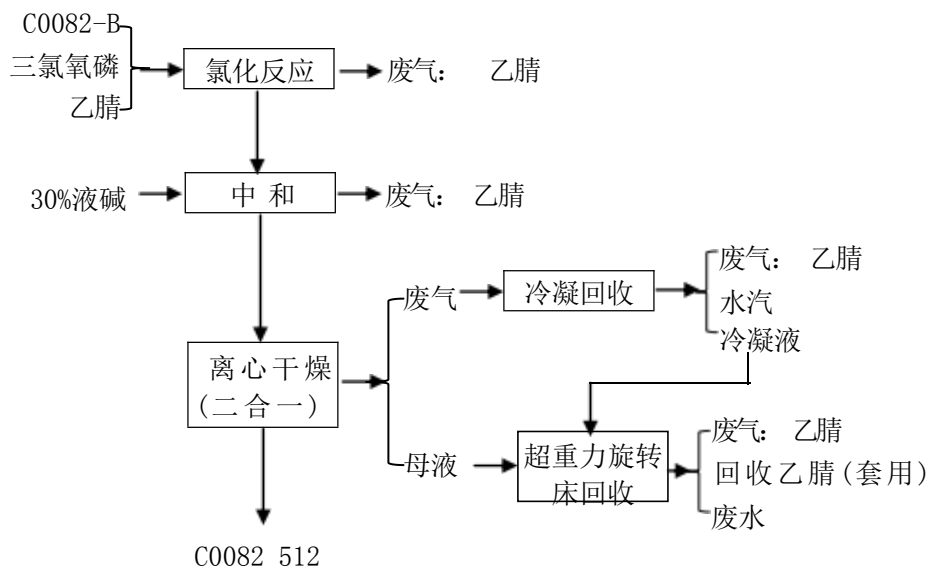 C0082-B
三氯氧磷
乙腈
氯化反应
废气： 乙腈
30%液碱
中 和
废气： 乙腈
离心干燥
(二合一)
废气
冷凝回收
废气： 乙腈
水汽
冷凝液
母液
超重力旋转
床回收
废气： 乙腈
回收乙腈(套用)
废水
C0082 512